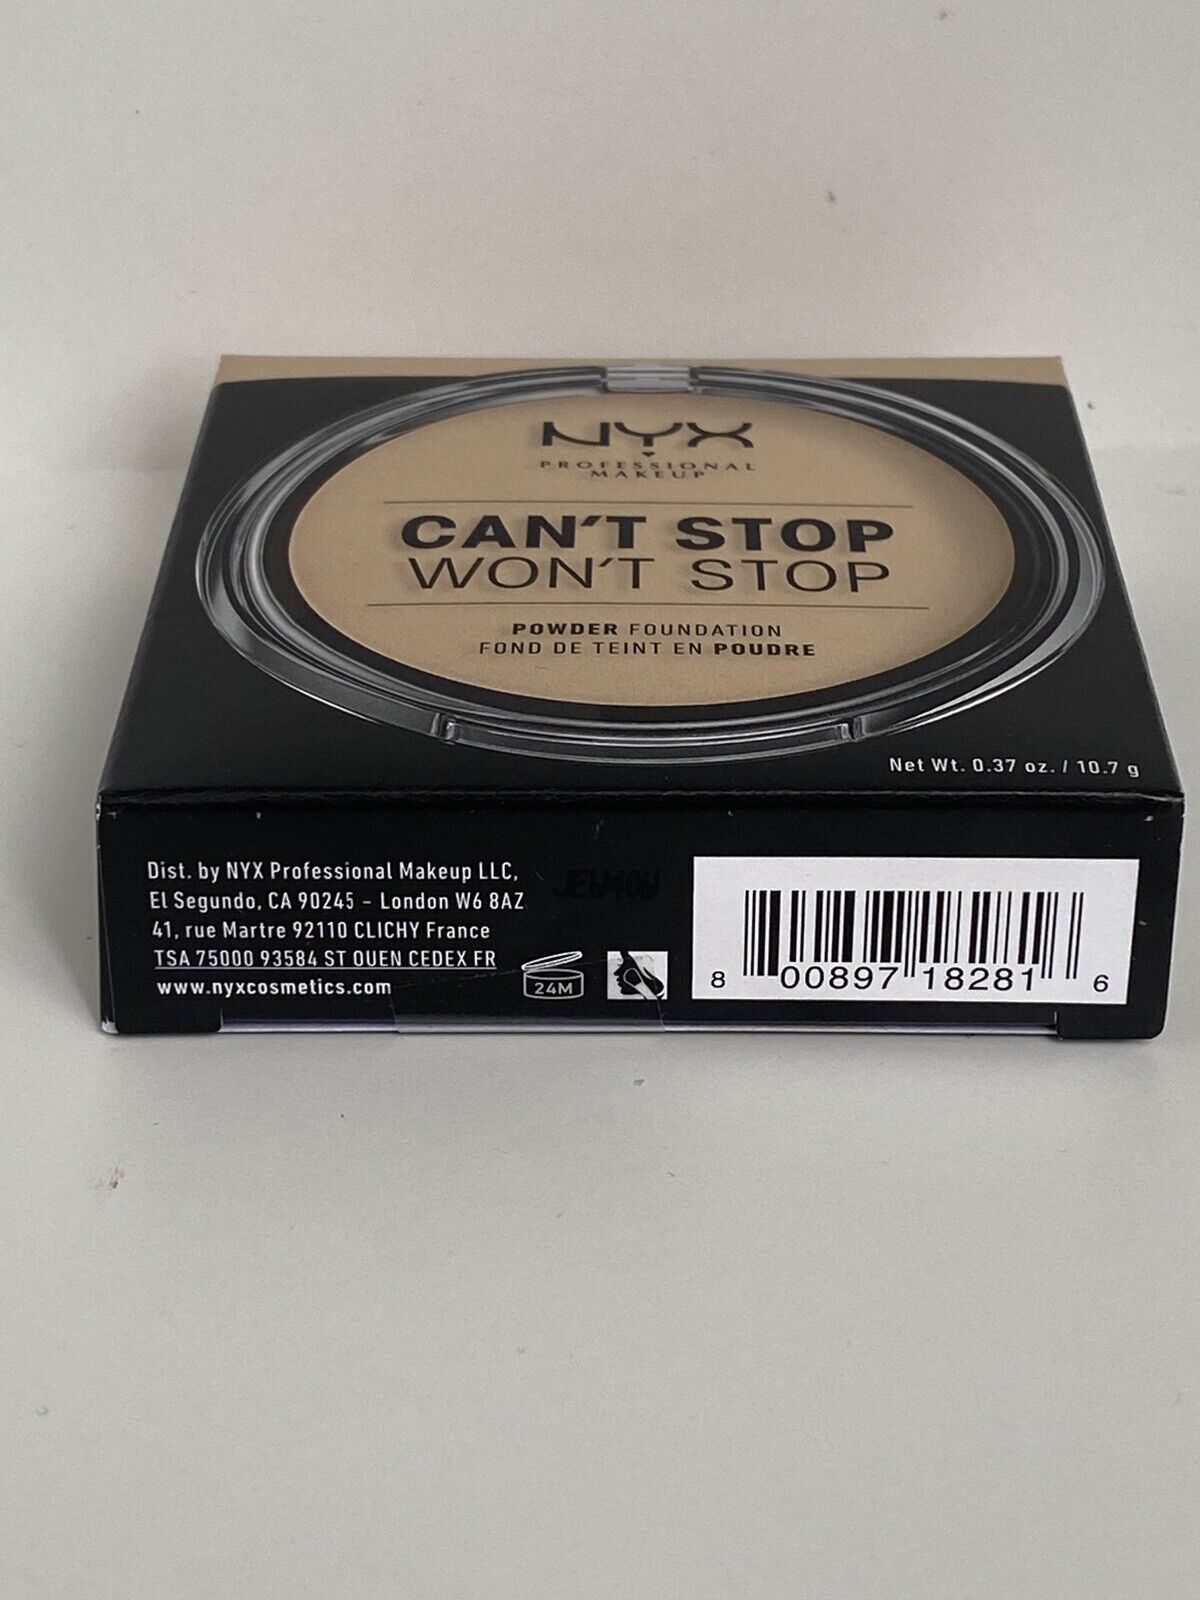 NYX
PROFESSIONAL
MAKEUP
CAN'T STOP
WON'T STOP
POWDER FOUNDATION
FOND DE TEINT EN POUDRE
Net Wt. 0.37 oz. / 10.7 g
Dist. by NYX Professional Makeup LLC,
El Segundo, CA 90245 – London W6 8AZ
41, rue Martre 92110 CLICHY France
TSA 75000 93584 ST OUEN CEDEX FR
www.nyxcosmetics.com
24M
8 00897 18281 6